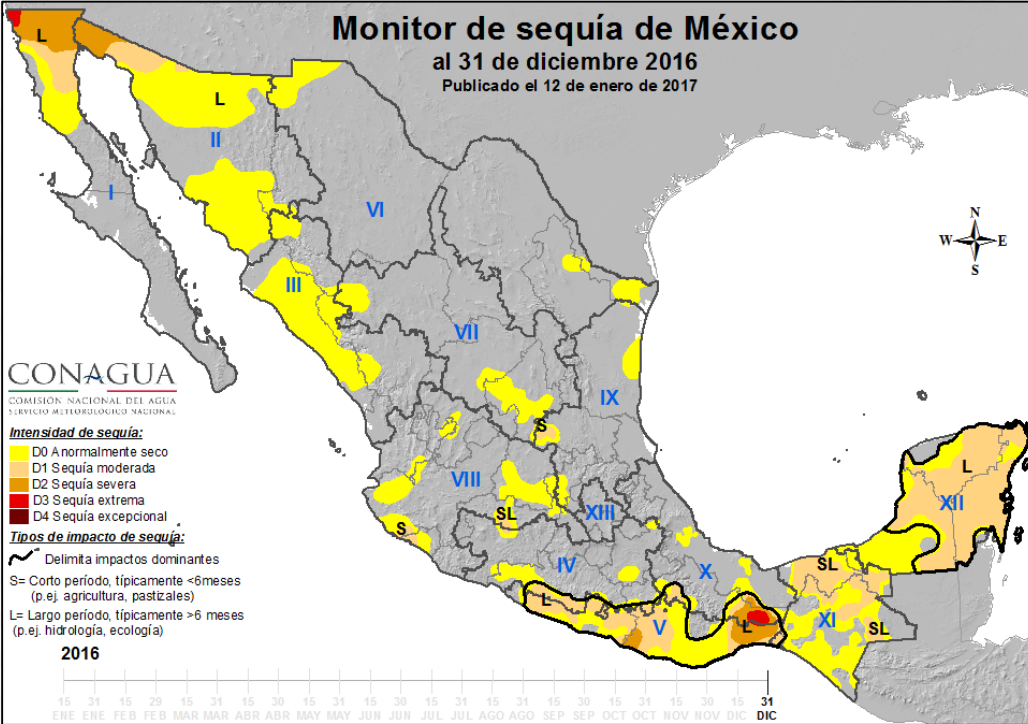 Monitor de sequía de México
al 31 de diciembre 2016
Publicado el 12 de enero de 2017
L
L
II
I
VI
III
VII
IX
S
VIII
SL
XIII
S
IV
X
L
V
L
SL
XI
SL
L
XII
N
W E
S
CONAGUA
COMISIÓN NACIONAL DEL AGUA
SERVICIO METEOROLÓGICO NACIONAL
Intensidad de sequía:
D0 Anormalmente seco
D1 Sequía moderada
D2 Sequía severa
D3 Sequía extrema
D4 Sequía excepcional
Tipos de impacto de sequía:
Delimita impactos dominantes
S= Corto período, típicamente <6meses
(p.ej. agricultura, pastizales)
L= Largo período, típicamente >6 meses
(p.ej. hidrología, ecología)
2016
15 31 15 29 15 31 15 30 15 31 15 30 15 31 15 31 15 30 15 31 15 30 15 31
ENE ENE FEB FEB MAR MAR ABR ABR MAY MAY JUN JUN JUL JUL AGO AGO SEP SEP OCT OCT NOV NOV DIC DIC